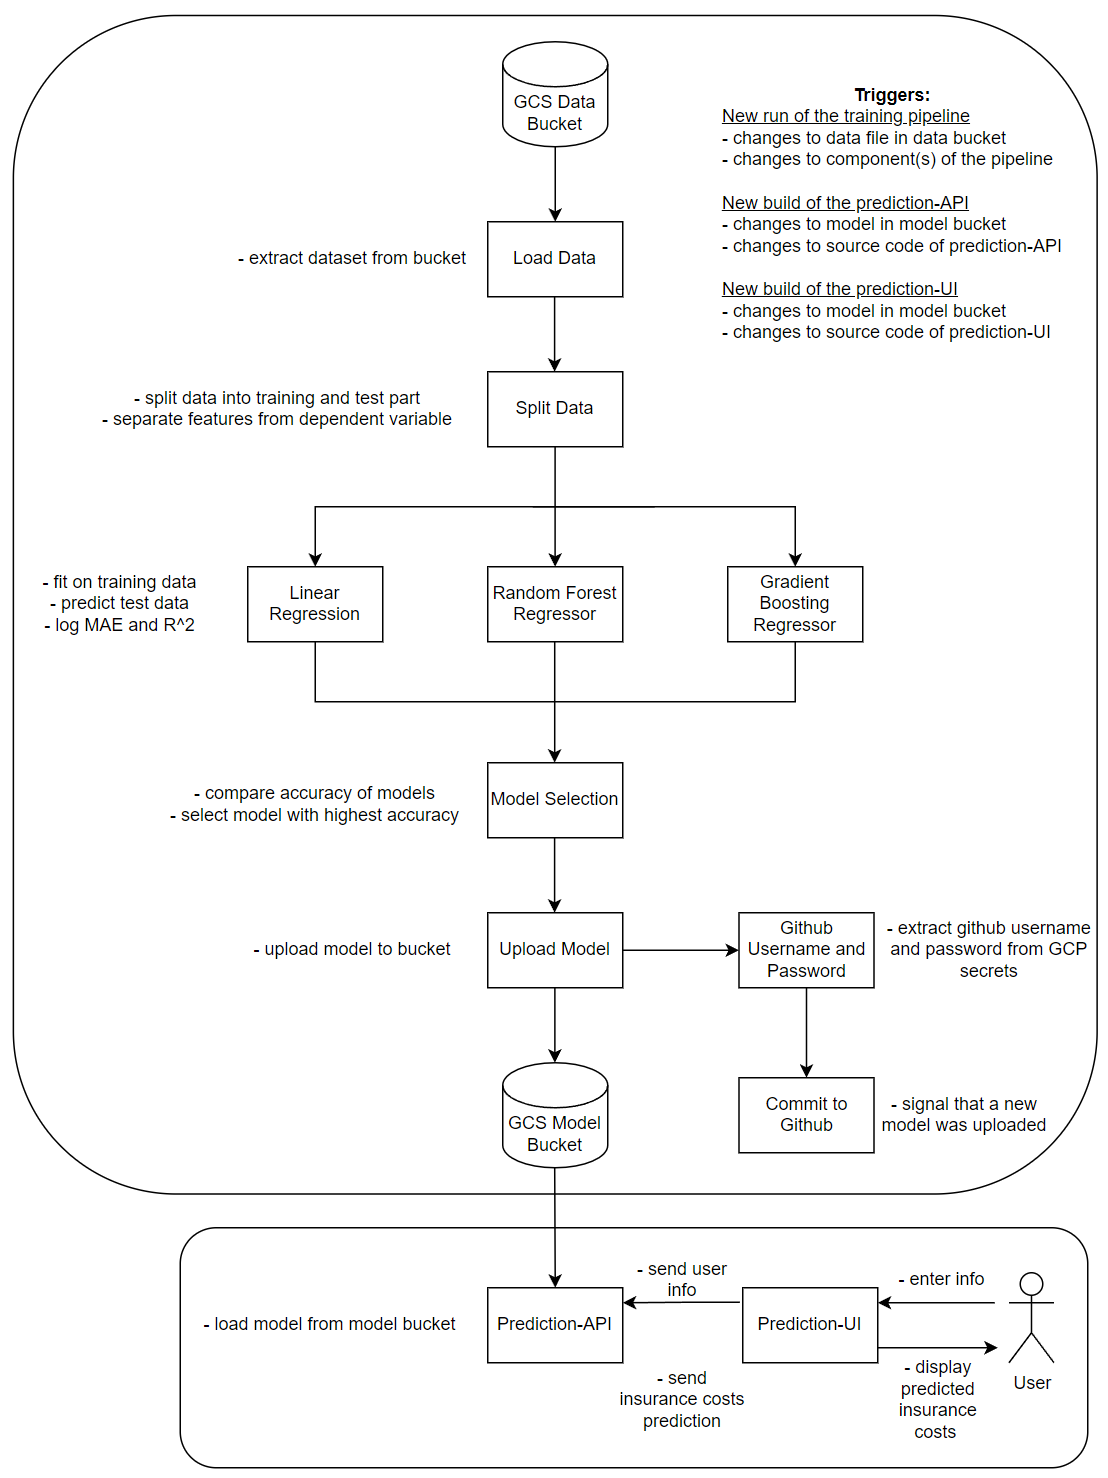 GCS Data
Bucket
Triggers:
New run of the training pipeline
- changes to data file in data bucket
- changes to component(s) of the pipeline
New build of the prediction-API
- changes to model in model bucket
- changes to source code of prediction-API
New build of the prediction-UI
- changes to model in model bucket
- changes to source code of prediction-UI
- extract dataset from bucket
Load Data
- split data into training and test part
- separate features from dependent variable
Split Data
- fit on training data
- predict test data
- log MAE and R^2
Linear
Regression
Random Forest
Regressor
Gradient
Boosting
Regressor
- compare accuracy of models
- select model with highest accuracy
Model Selection
- upload model to bucket
Upload Model
Github
Username and
Password
- extract github username
and password from GCP
secrets
GCS Model
Bucket
Commit to
Github
- signal that a new
model was uploaded
- load model from model bucket
Prediction-API
- send user
info
Prediction-UI
- enter info
- send
insurance costs
prediction
- display
predicted
insurance
costs
User